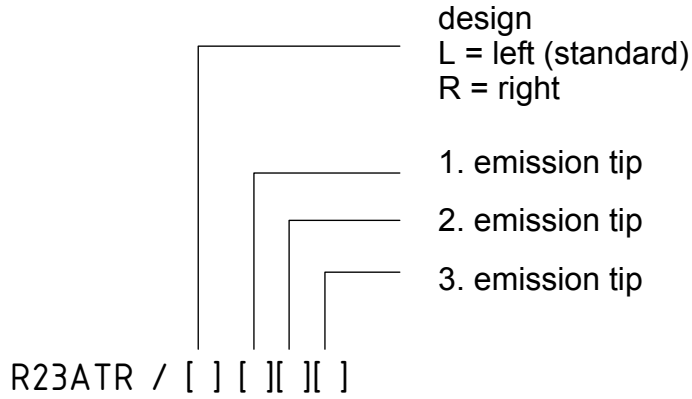 design
L = left (standard)
R = right
1. emission tip
2. emission tip
3. emission tip
R23ATR / [ ] [ ][ ][ ]